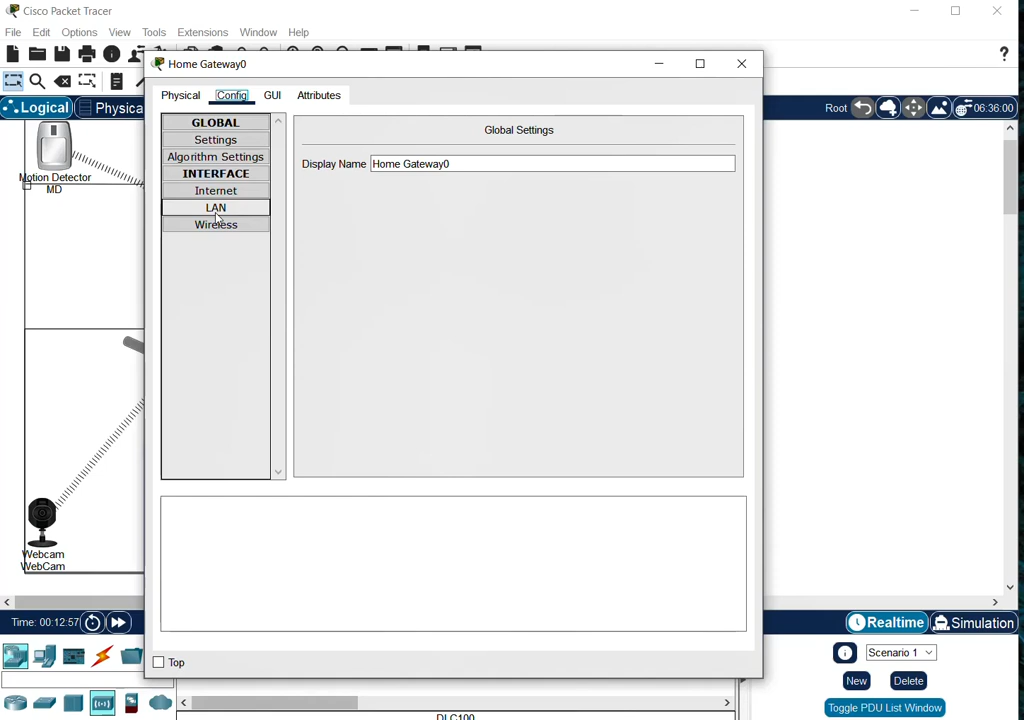 Cisco Packet Tracer
File Edit Options View Tools Extensions Window Help
Home Gateway0
?
Physical Config GUI Attributes
Logical Physica
Root 06:36:00
GLOBAL
Settings
Algorithm Settings
INTERFACE
Internet
LAN
Wireless
Global Settings
Display Name Home Gateway0
Motion Detector
MD
Webcam
WebCam
Time: 00:12:57
Realtime Simulation
Top
Scenario 1
New Delete
Toggle PDU List Window
DLC100